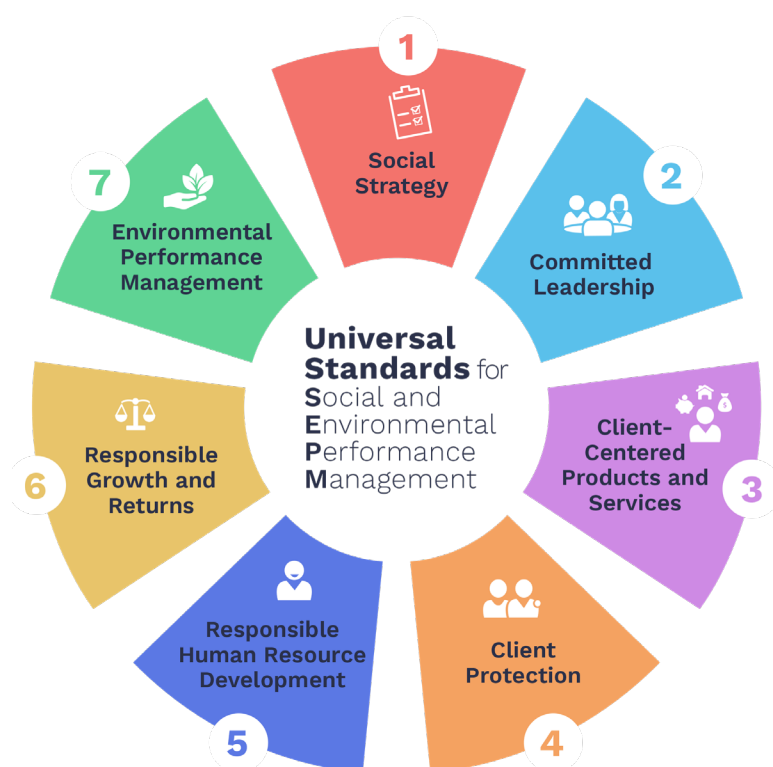 1
Social
Strategy
2
Committed
Leadership
3
Client-
Centered
Products and
Services
4
Client
Protection
5
Responsible
Human Resource
Development
6
Responsible
Growth and
Returns
7
Environmental
Performance
Management
Universal
Standards for
Social and
Environmental
Performance
Management
$